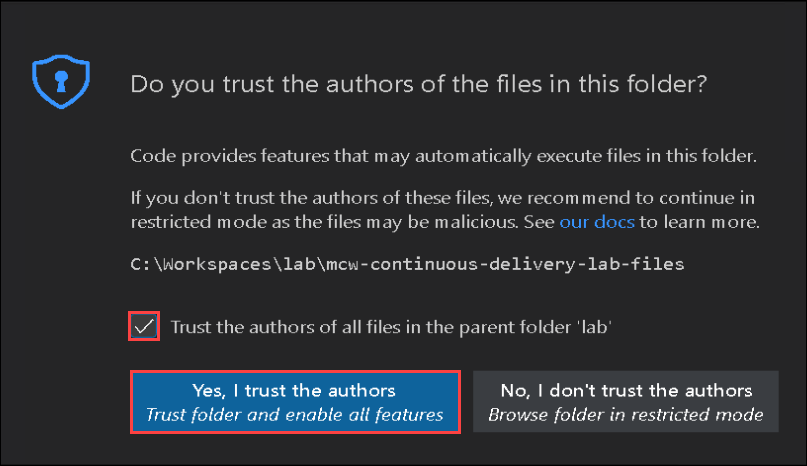 Do you trust the authors of the files in this folder?
Code provides features that may automatically execute files in this folder.
If you don't trust the authors of these files, we recommend to continue in
restricted mode as the files may be malicious. See our docs to learn more.
C:\Workspaces\lab\mcw-continuous-delivery-lab-files
Trust the authors of all files in the parent folder 'lab'
Yes, I trust the authors
Trust folder and enable all features
No, I don't trust the authors
Browse folder in restricted mode